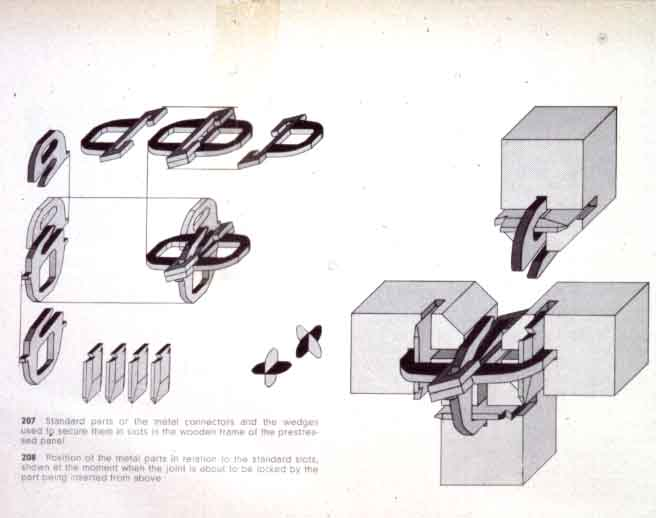 207 Standard parts of the metal connectors and the wedges
used to secure them in slots in the wooden frame of the prestres-
sed panel
208 Position of the metal parts in relation to the standard slots,
shown at the moment when the joint is about to be locked by the
part being inserted from above